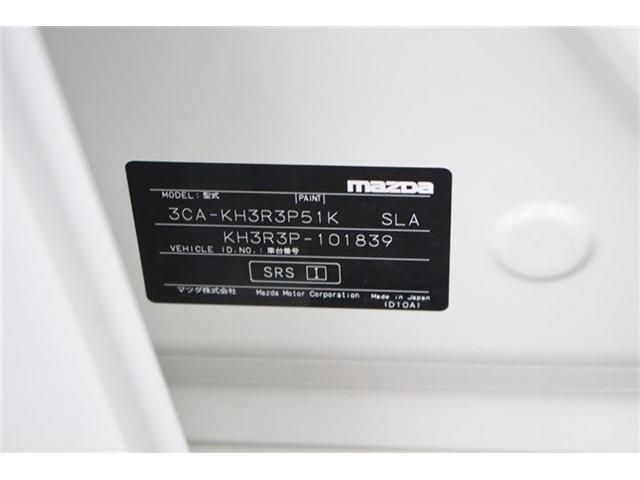 mazda
MODEL:型式 |PAINT|
3CA-KH3R3P51K SLA
KH3R3P-101839
VEHICLE ID.NO.:車台番号
SRS I
マツダ株式会社 Mazda Motor Corporation Made in Japan
(D10A)